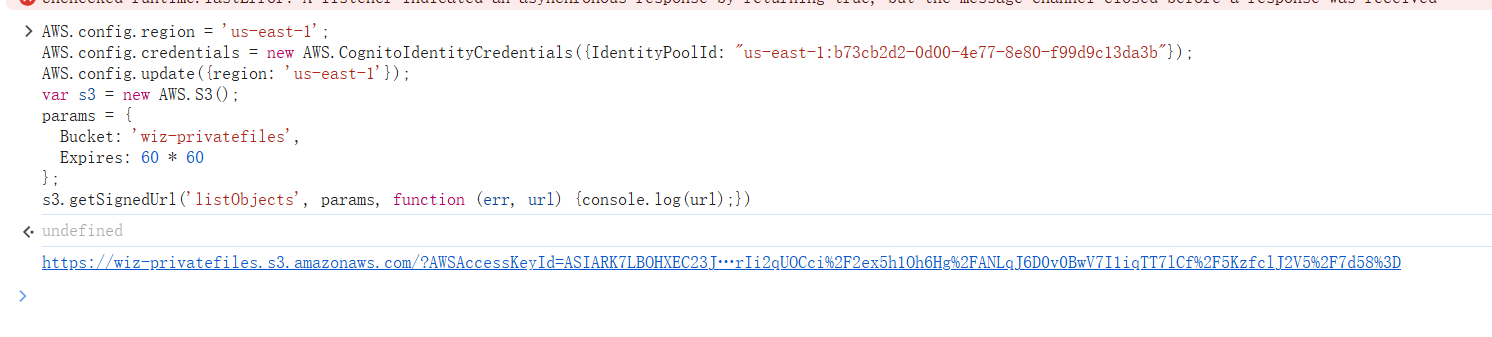 Unchecked runtime.lastError: A listener indicated an asynchronous response by returning true, but the message channel closed before a response was received
AWS.config.region = 'us-east-1';
AWS.config.credentials = new AWS.CognitoIdentityCredentials({IdentityPoolId: "us-east-1:b73cb2d2-0d00-4e77-8e80-f99d9c13da3b"});
AWS.config.update({region: 'us-east-1'});
var s3 = new AWS.S3();
params = {
  Bucket: 'wiz-privatefiles',
  Expires: 60 * 60
};
s3.getSignedUrl('listObjects', params, function (err, url) {console.log(url);})
undefined
https://wiz-privatefiles.s3.amazonaws.com/?AWSAccessKeyId=ASIARK7LBOHXEC23J…rIi2qUOCci%2F2ex5h1Oh6Hg%2FANLqJ6DOvOBwV7I1iqTT7lCf%2F5KzfclJ2V5%2F7d58%3D